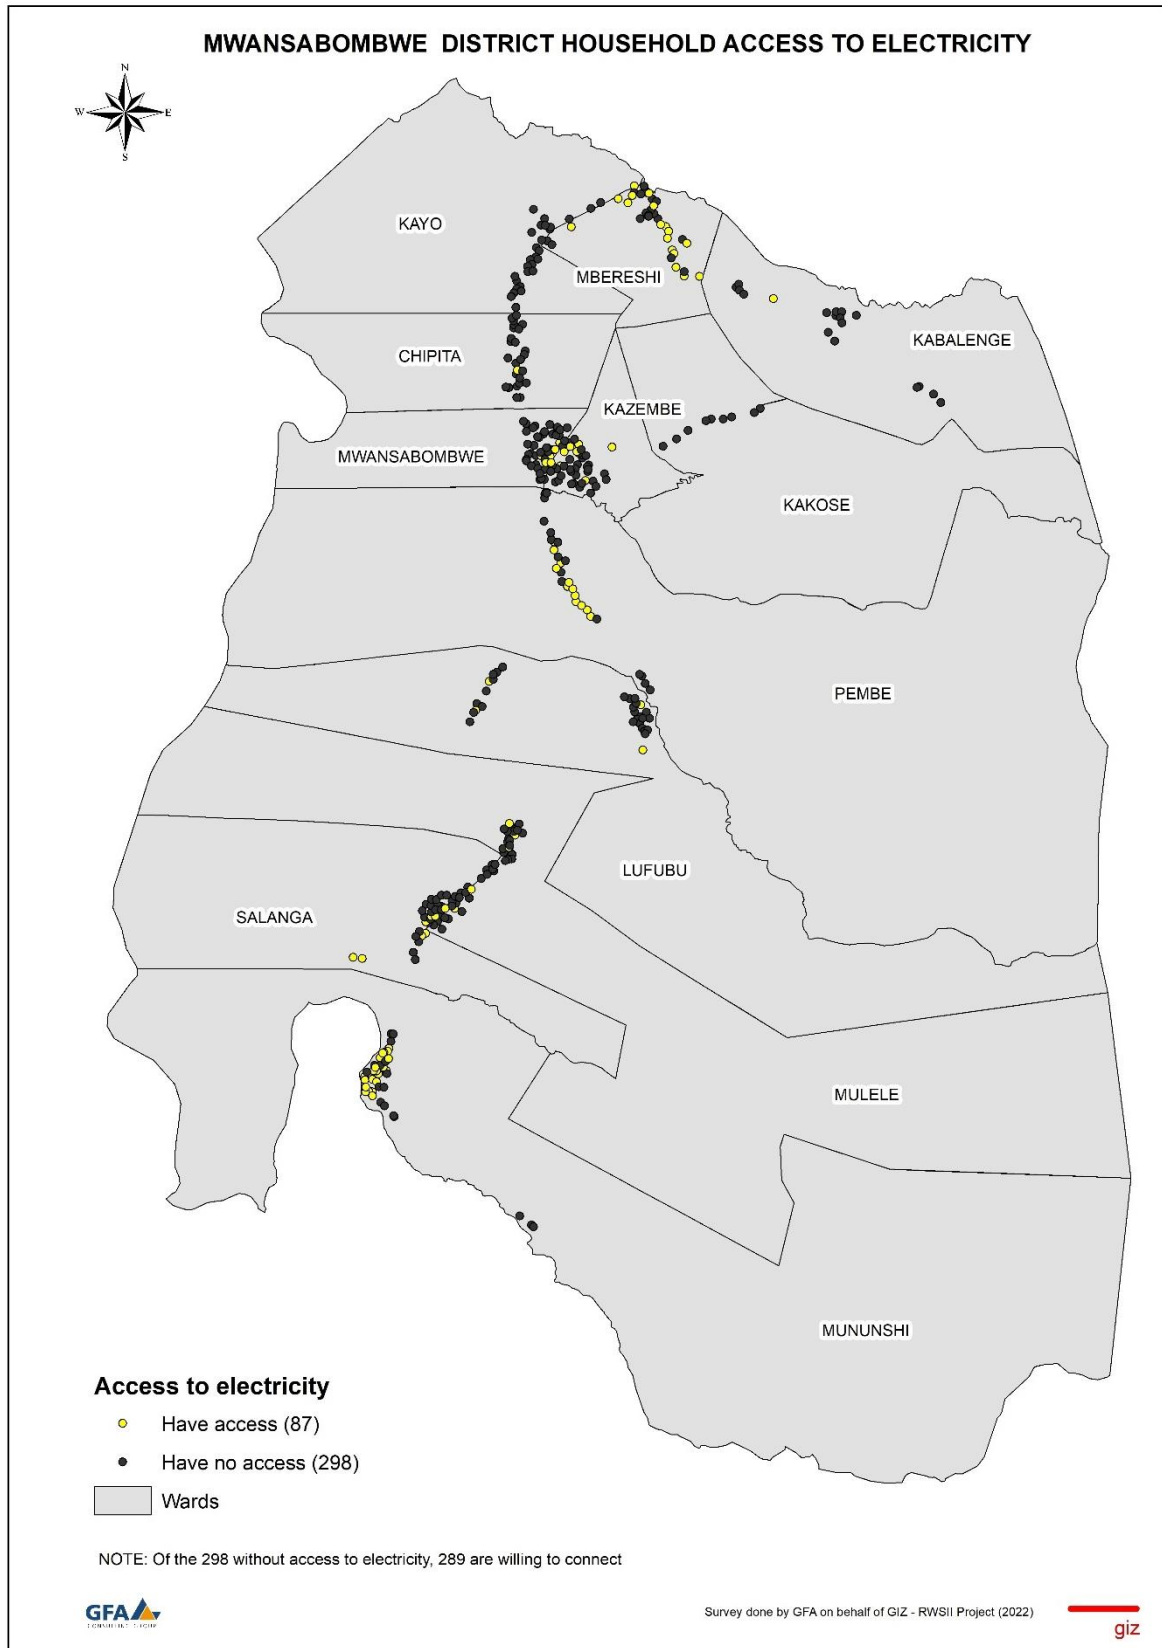 MWANSABOMBWE DISTRICT HOUSEHOLD ACCESS TO ELECTRICITY
N
W E
S
KAYO
MBERESHI
KABALENGE
CHIPITA
KAZEMBE
MWANSABOMBWE
KAKOSE
PEMBE
LUFUBU
SALANGA
MULELE
MUNUNSHI
Access to electricity
Have access (87)
Have no access (298)
Wards
NOTE: Of the 298 without access to electricity, 289 are willing to connect
GFA
CONSULTING GROUP
Survey done by GFA on behalf of GIZ - RWSII Project (2022)
giz